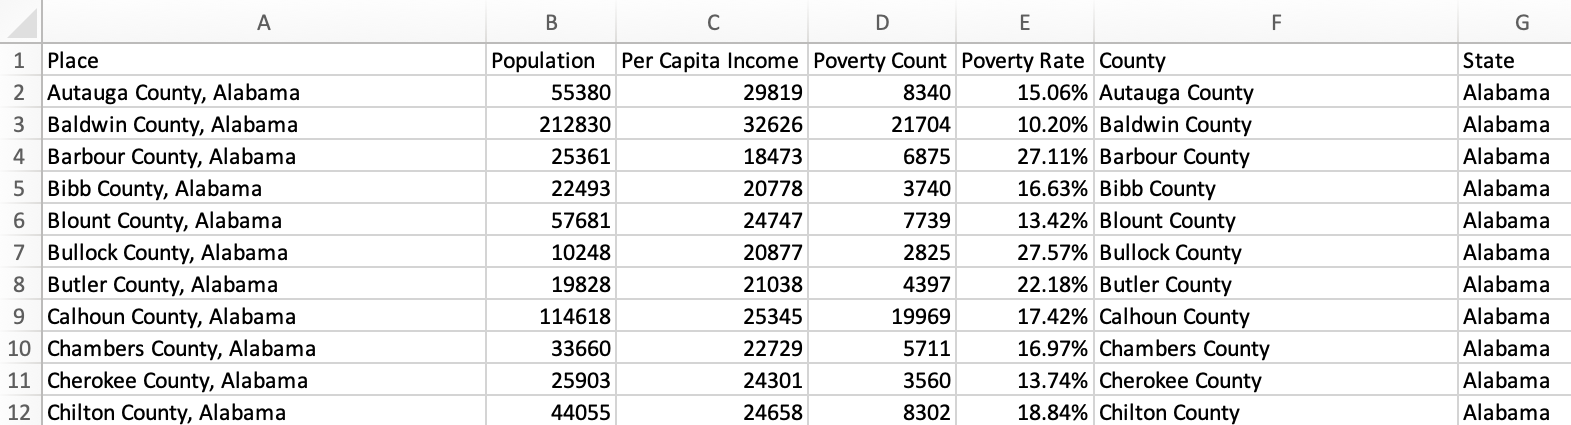 A B C D E F G
1 Place Population Per Capita Income Poverty Count Poverty Rate County State
2 Autauga County, Alabama 55380 29819 8340 15.06% Autauga County Alabama
3 Baldwin County, Alabama 212830 32626 21704 10.20% Baldwin County Alabama
4 Barbour County, Alabama 25361 18473 6875 27.11% Barbour County Alabama
5 Bibb County, Alabama 22493 20778 3740 16.63% Bibb County Alabama
6 Blount County, Alabama 57681 24747 7739 13.42% Blount County Alabama
7 Bullock County, Alabama 10248 20877 2825 27.57% Bullock County Alabama
8 Butler County, Alabama 19828 21038 4397 22.18% Butler County Alabama
9 Calhoun County, Alabama 114618 25345 19969 17.42% Calhoun County Alabama
10 Chambers County, Alabama 33660 22729 5711 16.97% Chambers County Alabama
11 Cherokee County, Alabama 25903 24301 3560 13.74% Cherokee County Alabama
12 Chilton County, Alabama 44055 24658 8302 18.84% Chilton County Alabama